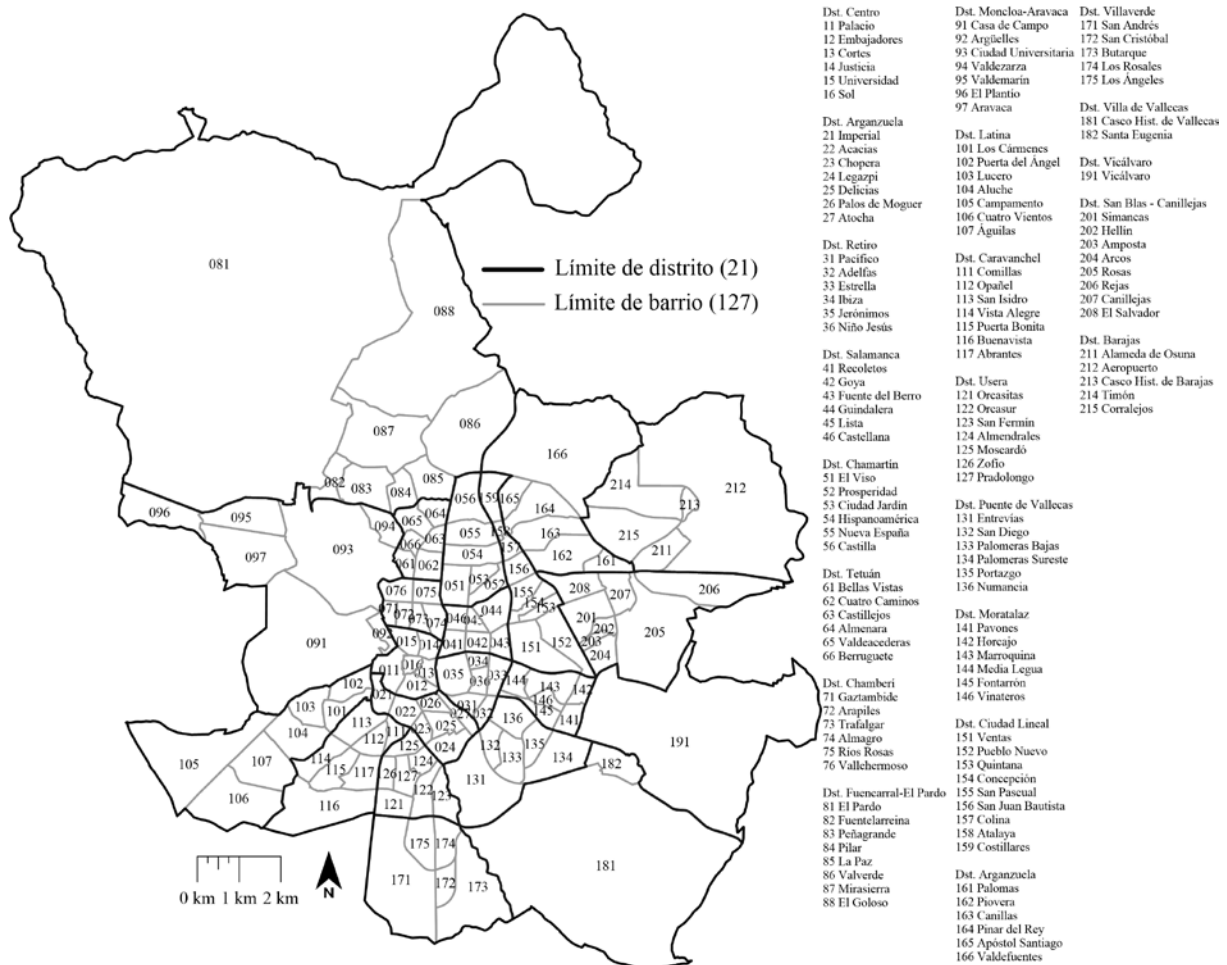 081
088
Límite de distrito (21)
Límite de barrio (127)
087
086
166
082
083
084
085
056
159
165
164
214
213
212
096
095
097
093
094
065
064
066
063
061
062
055
054
158
157
163
162
161
215
211
051
053
052
156
155
154
153
208
207
206
076
075
071
072
073
074
046
045
044
201
202
203
204
205
091
092
015
014
041
042
043
151
152
011
016
013
012
035
034
036
033
144
143
142
146
145
141
102
021
022
026
031
027
032
136
103
101
113
111
023
025
024
104
112
125
132
133
135
134
182
191
105
107
114
115
117
126
127
124
131
106
116
121
122
123
175
174
171
172
173
181
0 km 1 km 2 km
N
Dst. Centro
11 Palacio
12 Embajadores
13 Cortes
14 Justicia
15 Universidad
16 Sol
Dst. Arganzuela
21 Imperial
22 Acacias
23 Chopera
24 Legazpi
25 Delicias
26 Palos de Moguer
27 Atocha
Dst. Retiro
31 Pacífico
32 Adelfas
33 Estrella
34 Ibiza
35 Jerónimos
36 Niño Jesús
Dst. Salamanca
41 Recoletos
42 Goya
43 Fuente del Berro
44 Guindalera
45 Lista
46 Castellana
Dst. Chamartín
51 El Viso
52 Prosperidad
53 Ciudad Jardín
54 Hispanoamérica
55 Nueva España
56 Castilla
Dst. Tetuán
61 Bellas Vistas
62 Cuatro Caminos
63 Castillejos
64 Almenara
65 Valdeacederas
66 Berruguete
Dst. Chamberí
71 Gaztambide
72 Arapiles
73 Trafalgar
74 Almagro
75 Ríos Rosas
76 Vallehermoso
Dst. Fuencarral-El Pardo
81 El Pardo
82 Fuentelarreina
83 Peñagrande
84 Pilar
85 La Paz
86 Valverde
87 Mirasierra
88 El Goloso
Dst. Moncloa-Aravaca
91 Casa de Campo
92 Argüelles
93 Ciudad Universitaria
94 Valdezarza
95 Valdemarín
96 El Plantío
97 Aravaca
Dst. Latina
101 Los Cármenes
102 Puerta del Ángel
103 Lucero
104 Aluche
105 Campamento
106 Cuatro Vientos
107 Águilas
Dst. Caravanchel
111 Comillas
112 Opañel
113 San Isidro
114 Vista Alegre
115 Puerta Bonita
116 Buenavista
117 Abrantes
Dst. Usera
121 Orcasitas
122 Orcasur
123 San Fermín
124 Almendrales
125 Moscardó
126 Zofío
127 Pradolongo
Dst. Puente de Vallecas
131 Entrevías
132 San Diego
133 Palomeras Bajas
134 Palomeras Sureste
135 Portazgo
136 Numancia
Dst. Moratalaz
141 Pavones
142 Horcajo
143 Marroquina
144 Media Legua
145 Fontarrón
146 Vinateros
Dst. Ciudad Lineal
151 Ventas
152 Pueblo Nuevo
153 Quintana
154 Concepción
155 San Pascual
156 San Juan Bautista
157 Colina
158 Atalaya
159 Costillares
Dst. Arganzuela
161 Palomas
162 Piovera
163 Canillas
164 Pinar del Rey
165 Apóstol Santiago
166 Valdefuentes
Dst. Villaverde
171 San Andrés
172 San Cristóbal
173 Butarque
174 Los Rosales
175 Los Ángeles
Dst. Villa de Vallecas
181 Casco Hist. de Vallecas
182 Santa Eugenia
Dst. Vicálvaro
191 Vicálvaro
Dst. San Blas - Canillejas
201 Simancas
202 Hellín
203 Amposta
204 Arcos
205 Rosas
206 Rejas
207 Canillejas
208 El Salvador
Dst. Barajas
211 Alameda de Osuna
212 Aeropuerto
213 Casco Hist. de Barajas
214 Timón
215 Corralejos